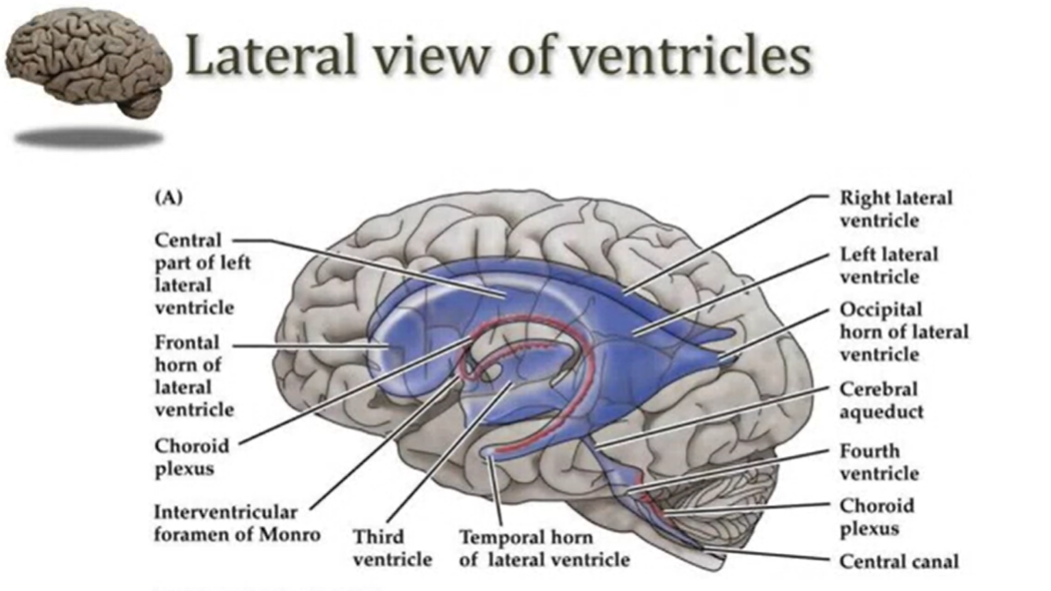 Lateral view of ventricles
(A)
Central
part of left
lateral
ventricle
Frontal
horn of
lateral
ventricle
Choroid
plexus
Interventricular
foramen of Monro
Third
ventricle
Temporal horn
of lateral ventricle
Right lateral
ventricle
Left lateral
ventricle
Occipital
horn of lateral
ventricle
Cerebral
aqueduct
Fourth
ventricle
Choroid
plexus
Central canal